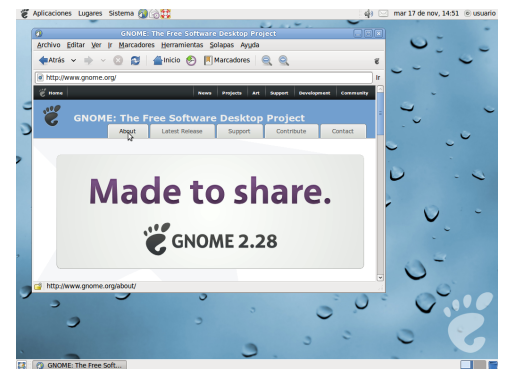 Aplicaciones Lugares Sistema mar 17 de nov, 14:51 usuario
GNOME: The Free Software Desktop Project
Archivo Editar Ver Ir Marcadores Herramientas Solapas Ayuda
Atrás Inicio Marcadores
http://www.gnome.org/ Ir
Home News Projects Art Support Development Community
GNOME: The Free Software Desktop Project
About Latest Release Support Contribute Contact
Made to share.
GNOME 2.28
http://www.gnome.org/about/
GNOME: The Free Soft...